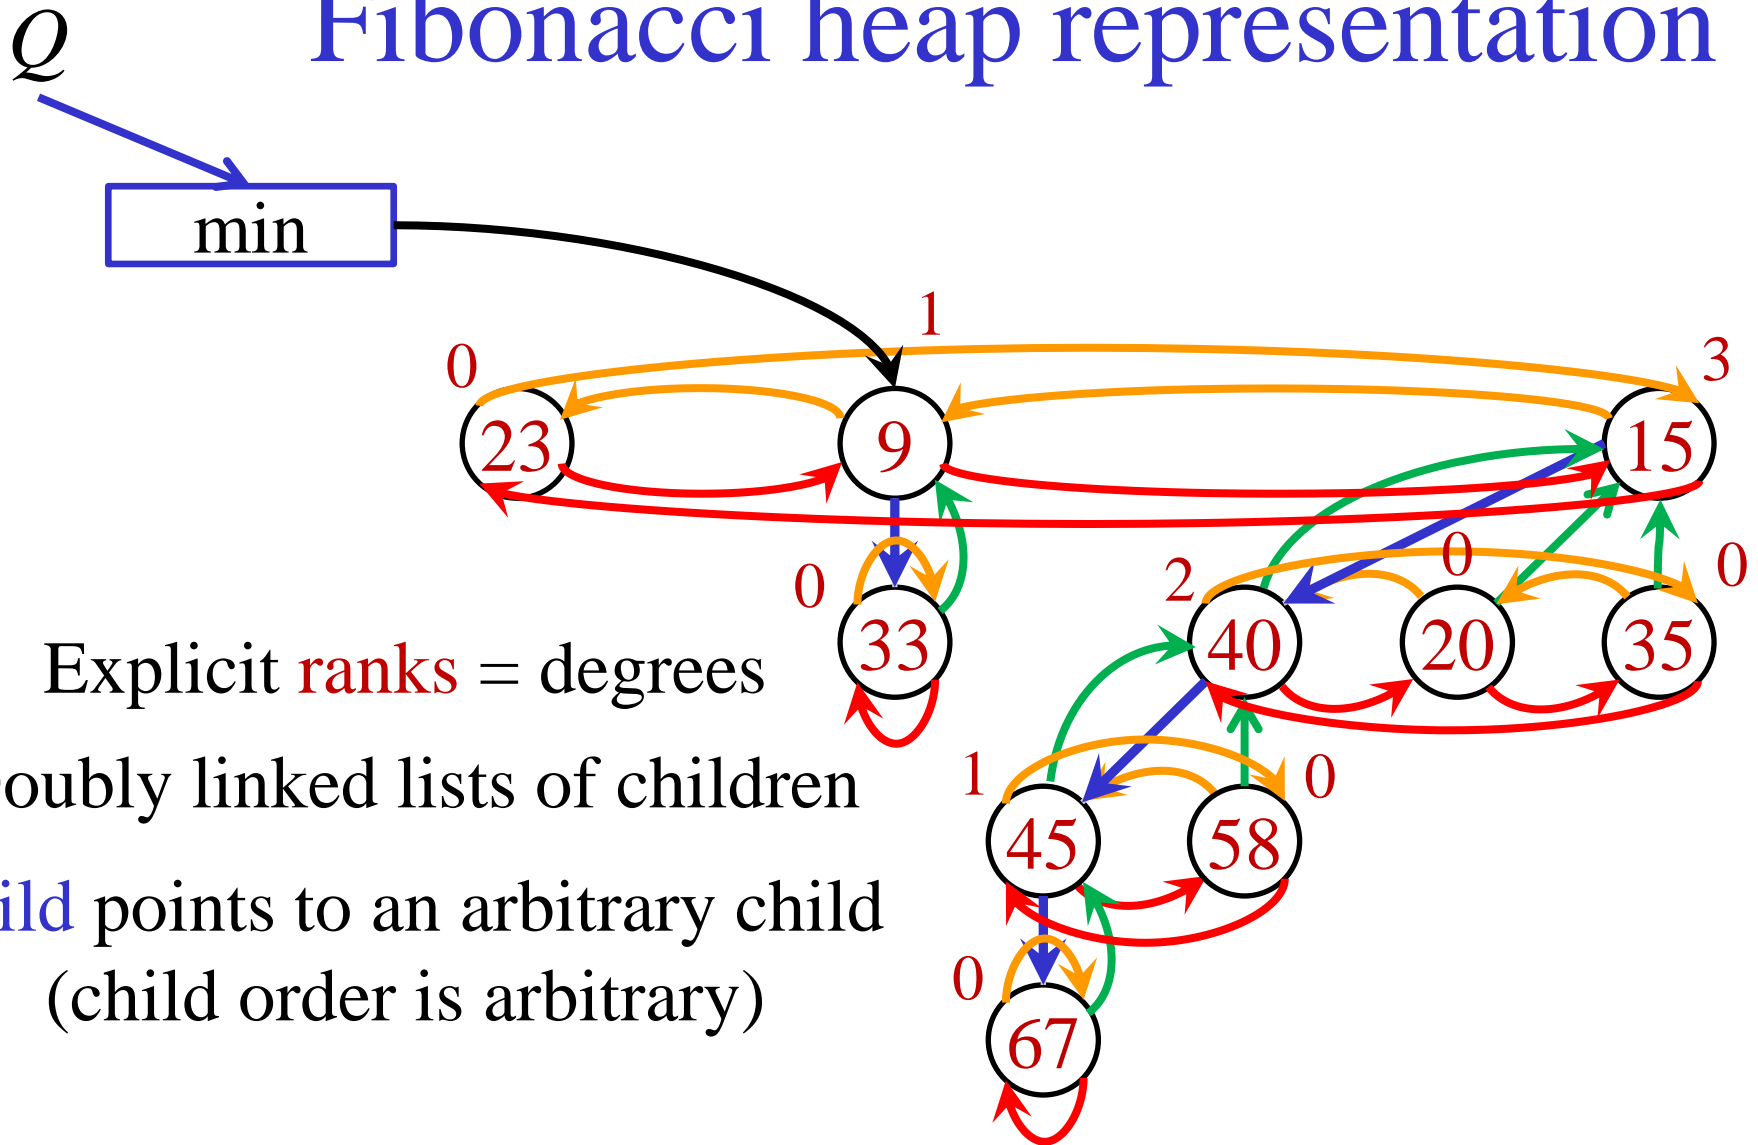 Q Fibonacci heap representation
min
1
0
3
23 9 15
0
2
0
0
33 40 20 35
Explicit ranks = degrees
1
0
oubly linked lists of children
45 58
ild points to an arbitrary child
0
(child order is arbitrary)
67